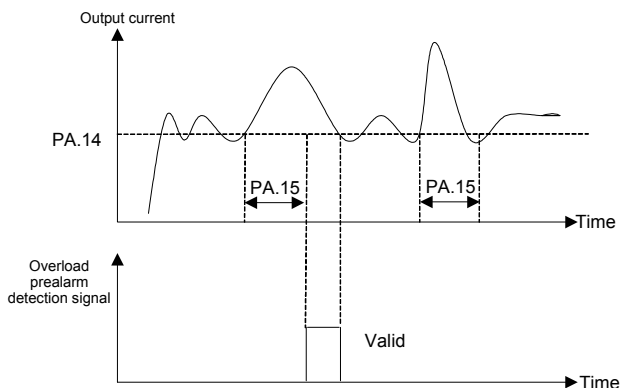 Output current
PA.14
PA.15
PA.15
Time
Overload
prealarm
detection signal
Valid
Time